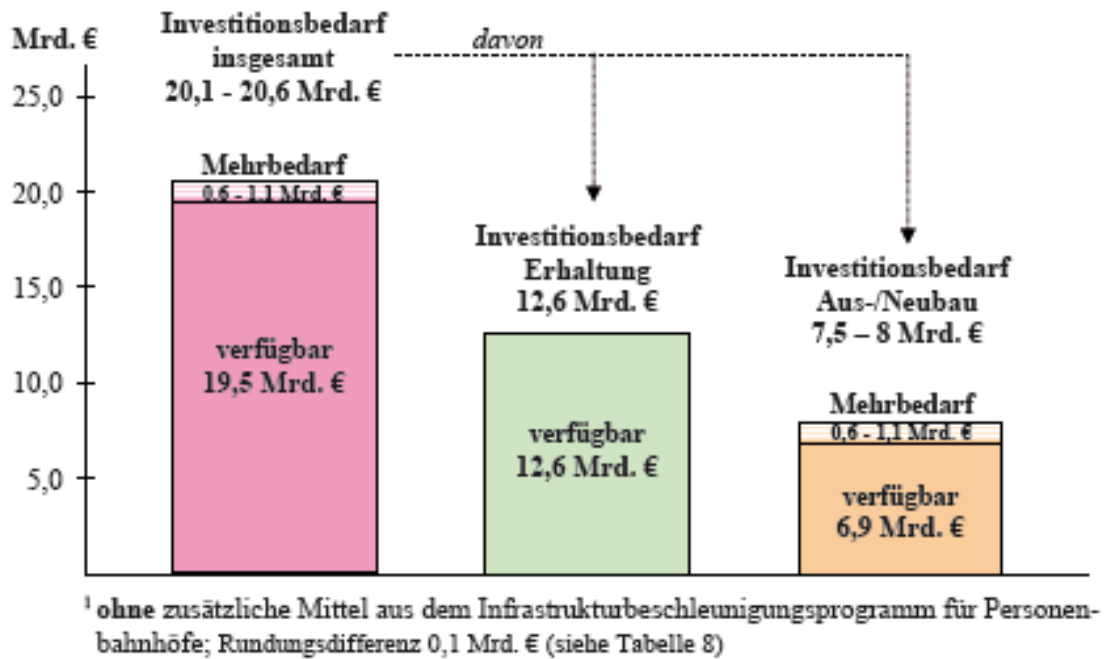 Mrd. €
25,0
20,0
15,0
10,0
5,0
Investitionsbedarf
insgesamt
20,1 - 20,6 Mrd. €
davon
Mehrbedarf
0,6 - 1,1 Mrd. €
verfügbar
19,5 Mrd. €
Investitionsbedarf
Erhaltung
12,6 Mrd. €
verfügbar
12,6 Mrd. €
Investitionsbedarf
Aus-/Neubau
7,5 – 8 Mrd. €
Mehrbedarf
0,6 - 1,1 Mrd. €
verfügbar
6,9 Mrd. €
¹ ohne zusätzliche Mittel aus dem Infrastrukturbeschleunigungsprogramm für Personen-
bahnhöfe; Rundungsdifferenz 0,1 Mrd. € (siehe Tabelle 8)